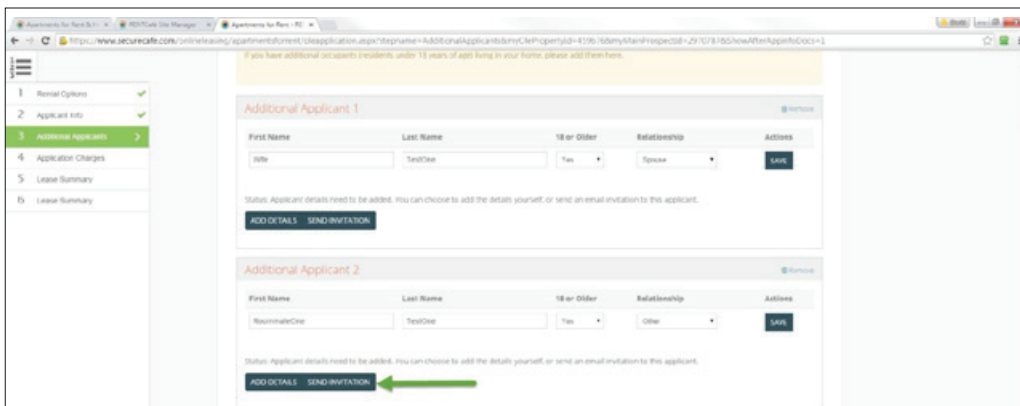 Apartments for Rent
RENTCafe Site Manager
Apartments for Rent
https://www.securecafe.com/onlineleasing/apartmentsforrent/oleapplication.aspx?stepname=AdditionalApplicants&
If you have additional occupants (residents under 18 years of age) living in your home, please add them here.
1 Rental Options
2 Applicant Info
3 Additional Applicants
4 Application Charges
5 Lease Summary
6 Lease Summary
Additional Applicant 1 Remove
First Name Last Name 18 or Older Relationship Actions
Wife TestOne Yes Spouse SAVE
Status: Applicant details need to be added. You can choose to add the details yourself, or send an email invitation to this applicant.
ADD DETAILS SEND INVITATION
Additional Applicant 2 Remove
First Name Last Name 18 or Older Relationship Actions
RoommateOne TestOne Yes Other SAVE
Status: Applicant details need to be added. You can choose to add the details yourself, or send an email invitation to this applicant.
ADD DETAILS SEND INVITATION